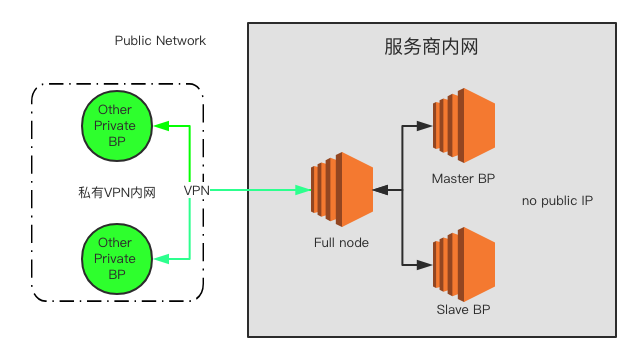 Public Network
服务商内网
Other
Private
BP
私有VPN内网
VPN
Other
Private
BP
Full node
Master BP
no public IP
Slave BP